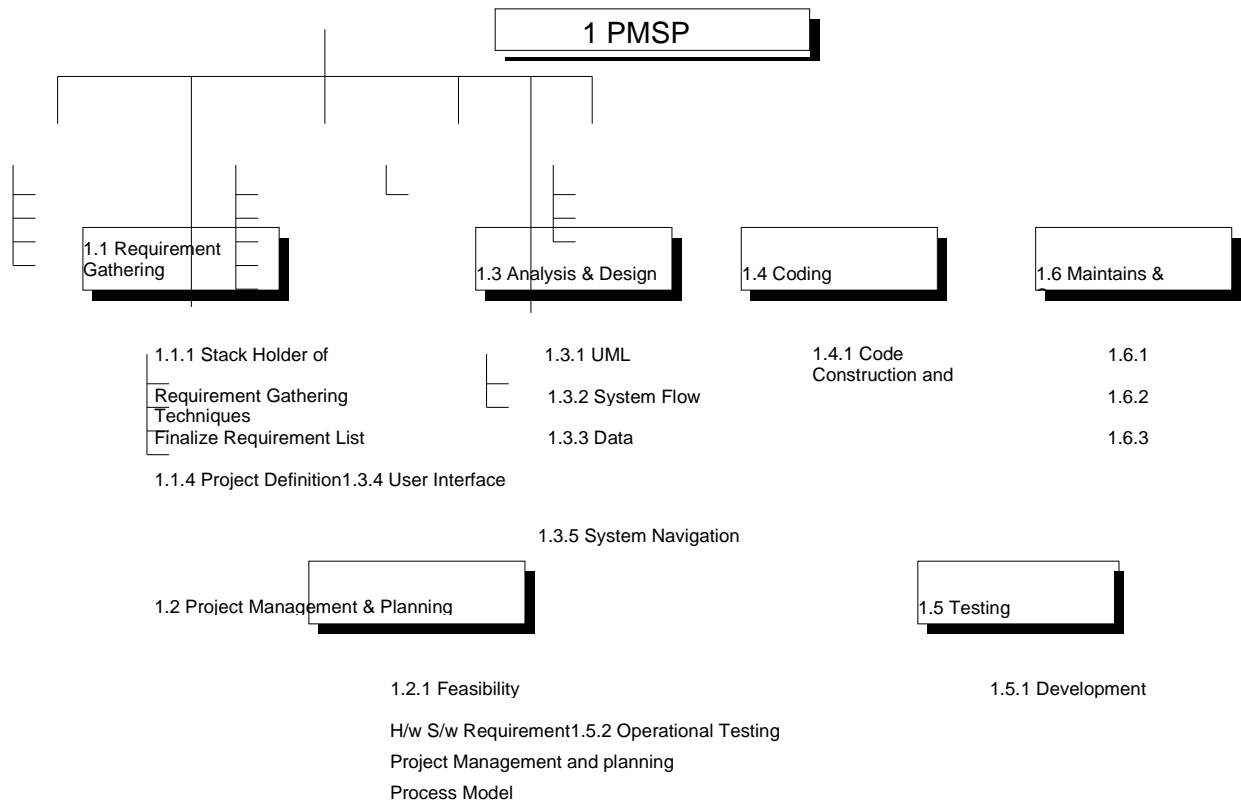 1 PMSP
1.1 Requirement
Gathering
1.3 Analysis & Design
1.4 Coding
1.6 Maintains &
1.1.1 Stack Holder of
1.3.1 UML
1.4.1 Code
Construction and
1.6.1
Requirement Gathering
Techniques
1.3.2 System Flow
1.6.2
Finalize Requirement List
1.3.3 Data
1.6.3
1.1.4 Project Definition1.3.4 User Interface
1.3.5 System Navigation
1.2 Project Management & Planning
1.5 Testing
1.2.1 Feasibility
1.5.1 Development
H/w S/w Requirement1.5.2 Operational Testing
Project Management and planning
Process Model